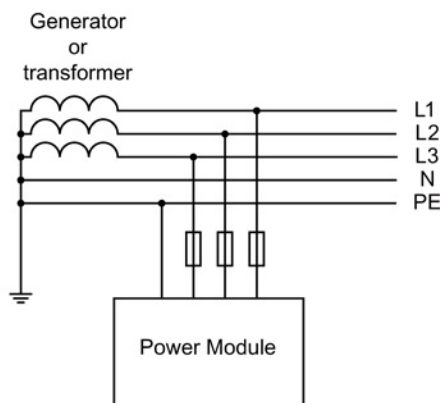 Generator
or
transformer
L1
L2
L3
N
PE
Power Module